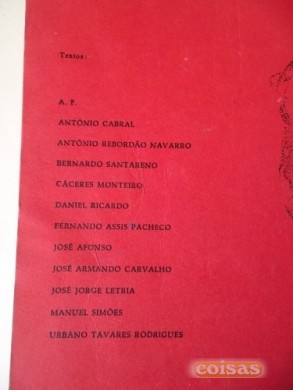 Textos:
A. P.
ANTÓNIO CABRAL
ANTÓNIO REBORDÃO NAVARRO
BERNARDO SANTARENO
CÁCERES MONTEIRO
DANIEL RICARDO
FERNANDO ASSIS PACHECO
JOSÉ AFONSO
JOSÉ ARMANDO CARVALHO
JOSÉ JORGE LETRIA
MANUEL SIMÕES
URBANO TAVARES RODRIGUES
coisas